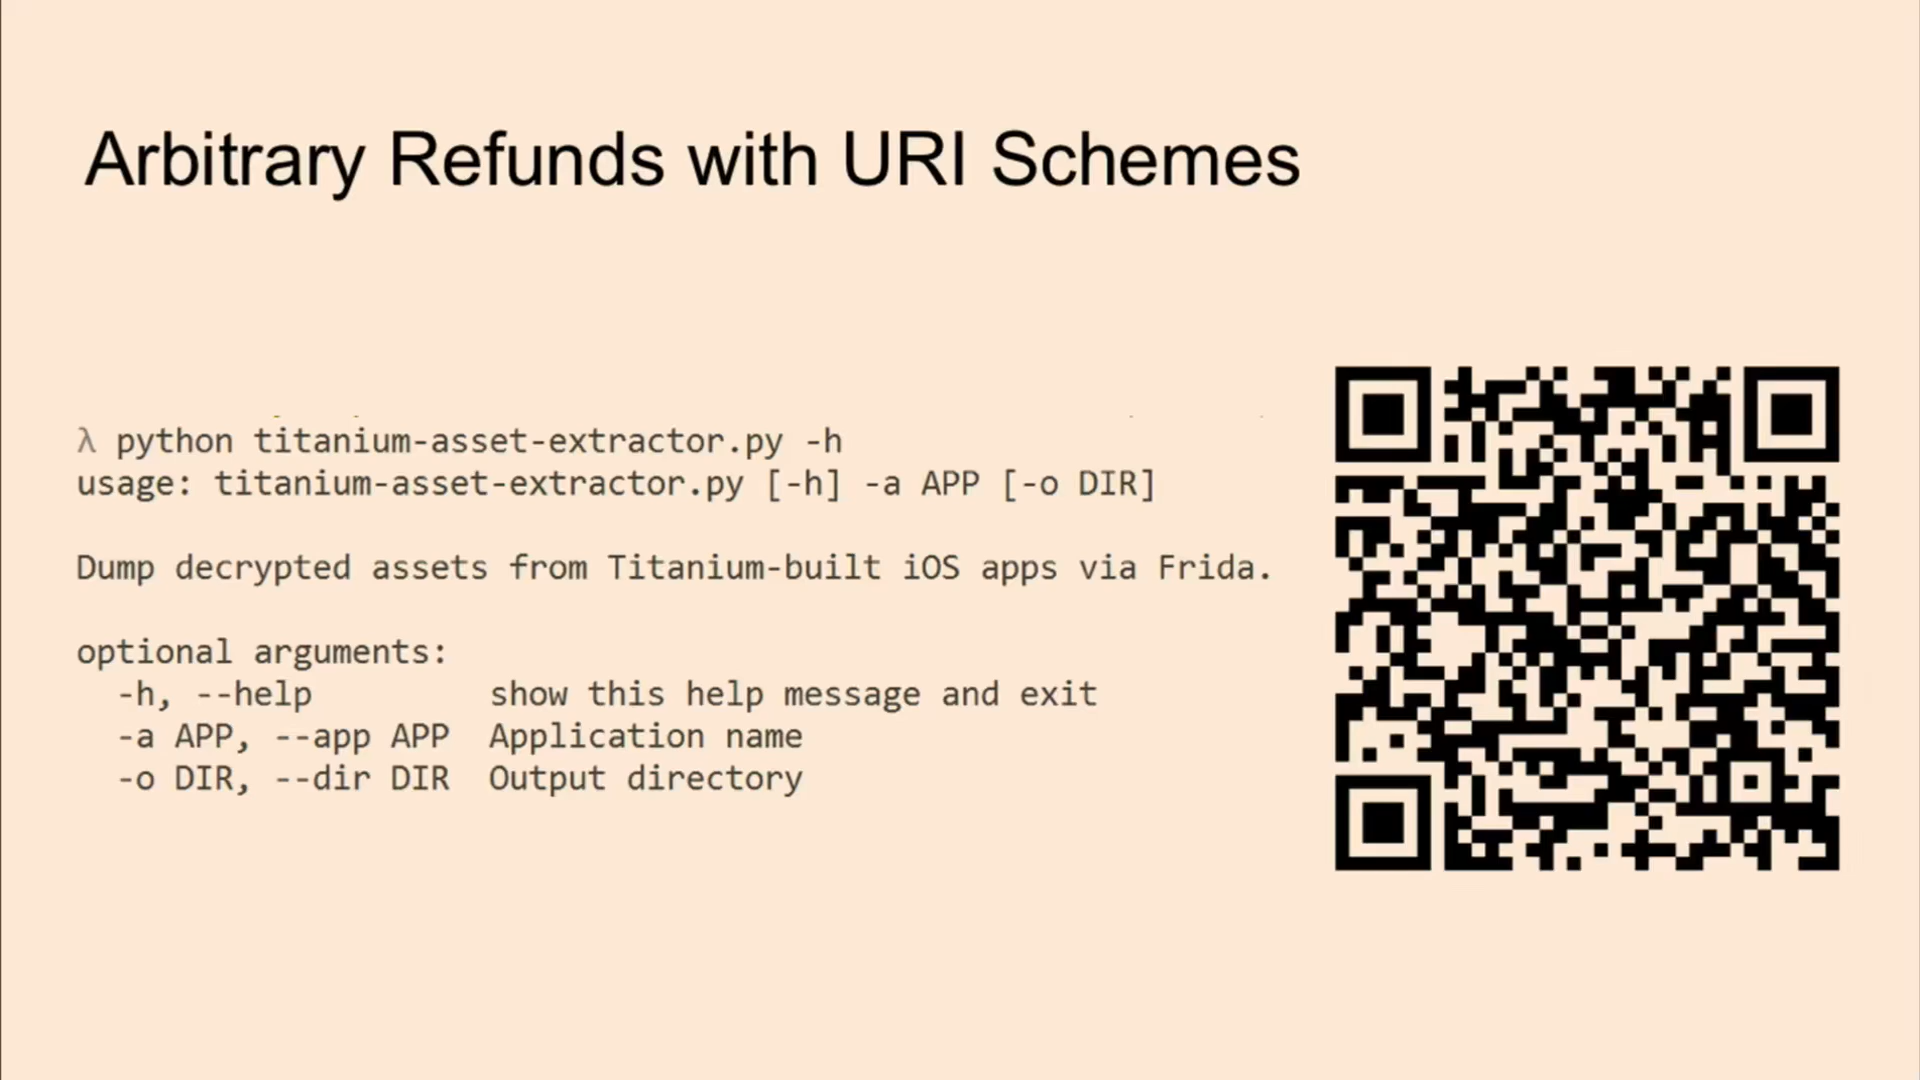 Arbitrary Refunds with URI Schemes
λ python titanium-asset-extractor.py -h
usage: titanium-asset-extractor.py [-h] -a APP [-o DIR]
Dump decrypted assets from Titanium-built iOS apps via Frida.
optional arguments:
-h, --help show this help message and exit
-a APP, --app APP Application name
-o DIR, --dir DIR Output directory